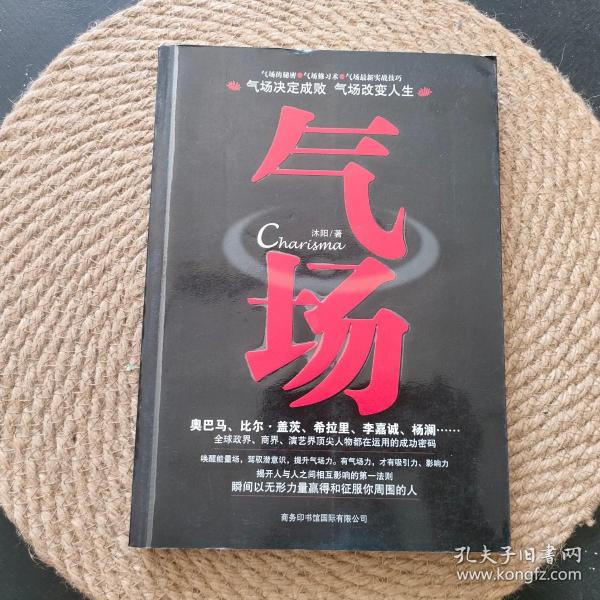 气场的秘密●气场修习术●气场最新实战技巧
气场决定成败 气场改变人生
气场
沐阳/著
Charisma
奥巴马、比尔·盖茨、希拉里、李嘉诚、杨澜……
全球政界、商界、演艺界顶尖人物都在运用的成功密码
唤醒能量场，驾驭潜意识，提升气场力。有气场力，才有吸引力、影响力
揭开人与人之间相互影响的第一法则
瞬间以无形力量赢得和征服你周围的人
商务印书馆国际有限公司
孔夫子旧书网
www.kongfz.com